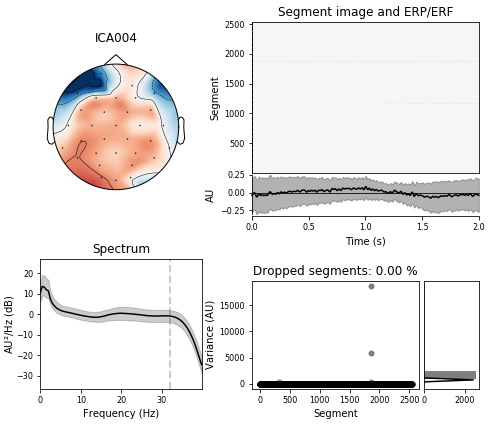 ICA004
Segment image and ERP/ERF
Segment
2500
2000
1500
1000
500
AU
0.25
0.00
−0.25
0.0 0.5 1.0 1.5 2.0
Time (s)
Spectrum
AU²/Hz (dB)
20
10
0
−10
−20
−30
0 10 20 30
Frequency (Hz)
Dropped segments: 0.00 %
Variance (AU)
15000
10000
5000
0
0 500 1000 1500 2000 2500
Segment
0 2000